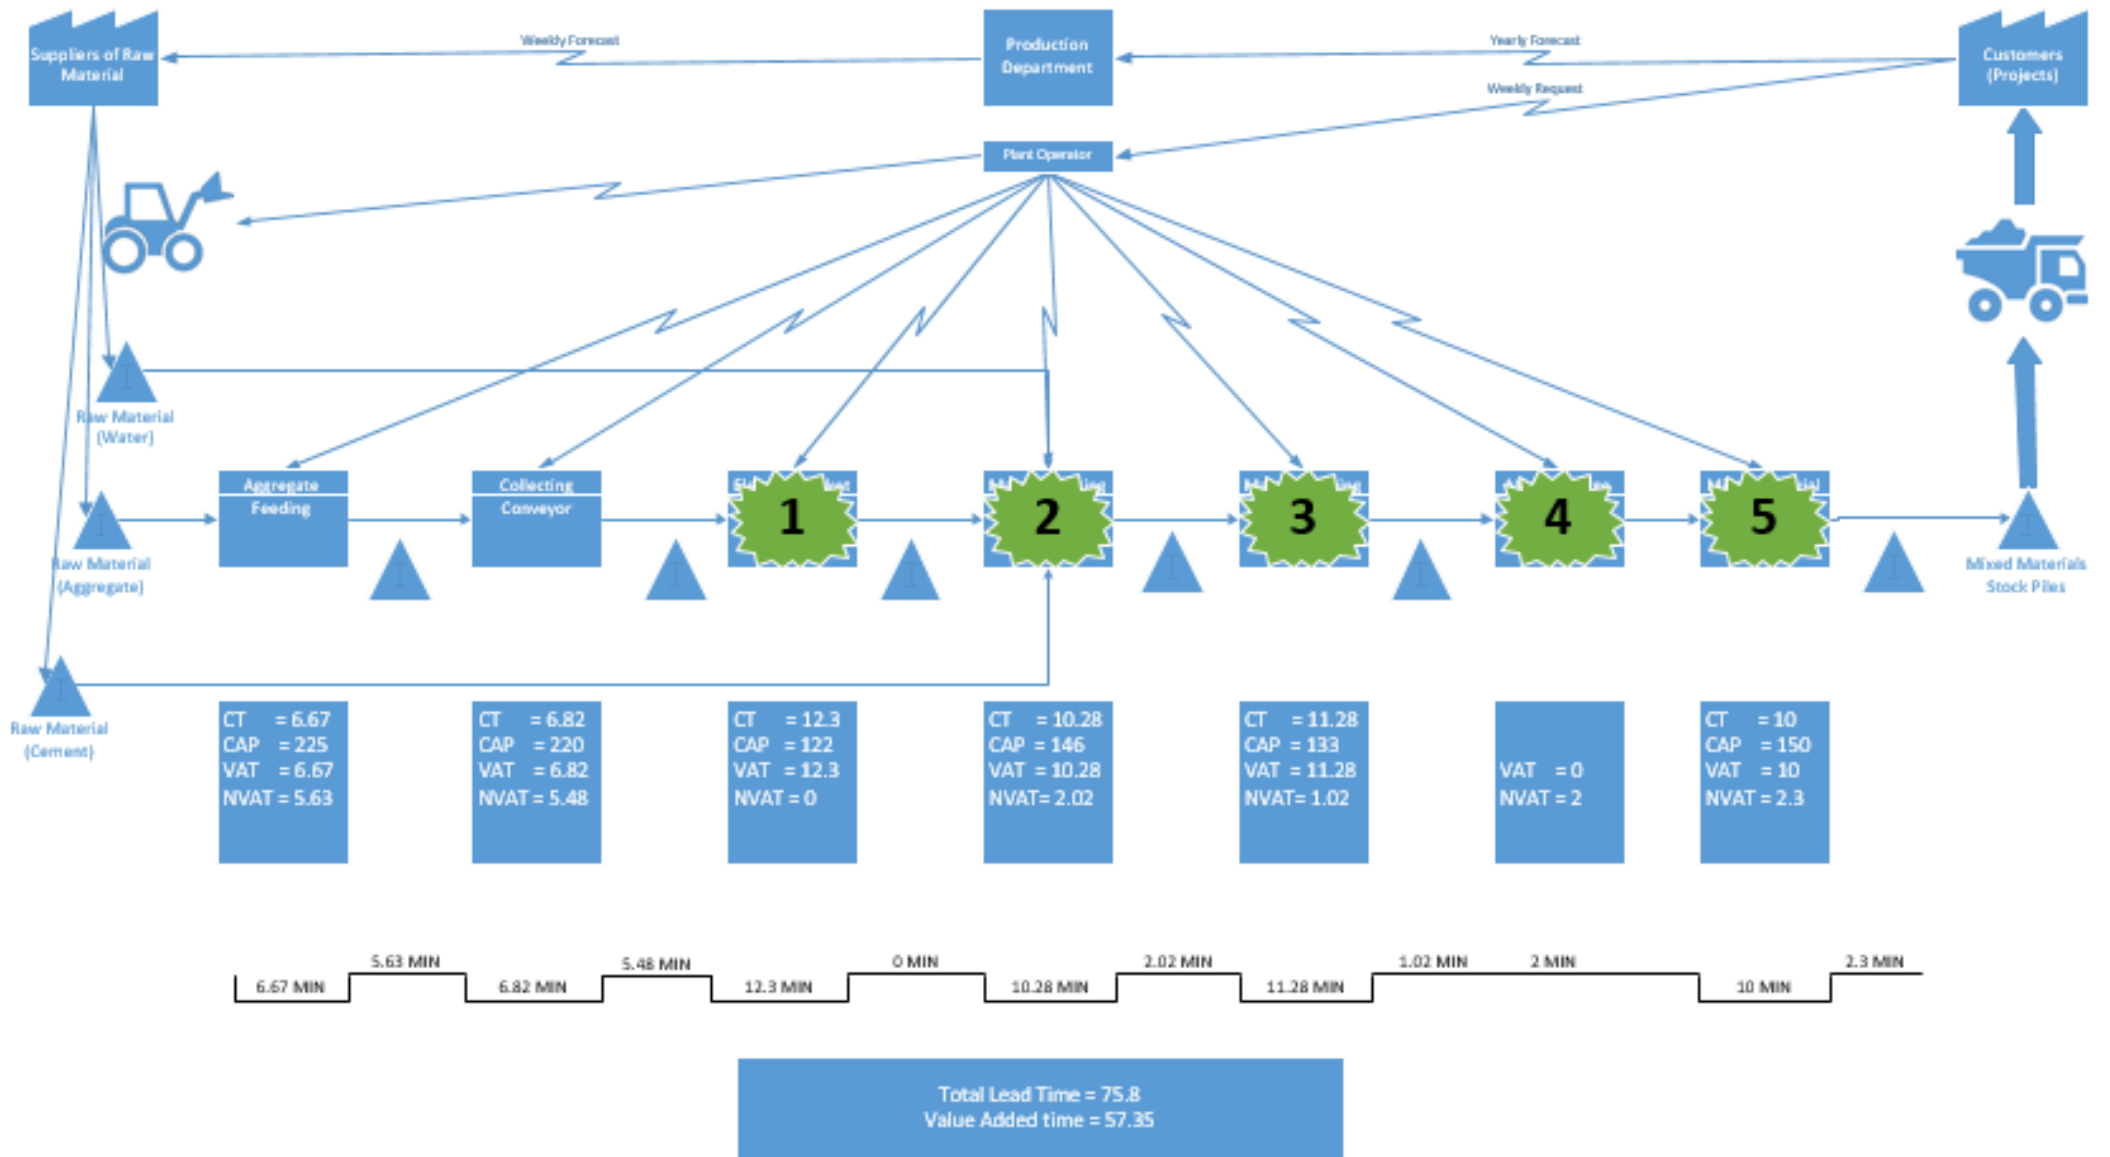 Suppliers of Raw
Material
Weekly Forecast
Production
Department
Yearly Forecast
Customers
(Projects)
Weekly Request
Plant Operator
Raw Material
(Water)
Aggregate
Feeding
Collecting
Conveyor
1
2
3
4
5
Raw Material
(Aggregate)
Mixed Materials
Stock Piles
Raw Material
(Cement)
CT = 6.67
CAP = 225
VAT = 6.67
NVAT = 5.63
CT = 6.82
CAP = 220
VAT = 6.82
NVAT = 5.48
CT = 12.3
CAP = 122
VAT = 12.3
NVAT = 0
CT = 10.28
CAP = 146
VAT = 10.28
NVAT= 2.02
CT = 11.28
CAP = 133
VAT = 11.28
NVAT= 1.02
VAT = 0
NVAT = 2
CT = 10
CAP = 150
VAT = 10
NVAT = 2.3
6.67 MIN
5.63 MIN
6.82 MIN
5.48 MIN
12.3 MIN
0 MIN
10.28 MIN
2.02 MIN
11.28 MIN
1.02 MIN
2 MIN
10 MIN
2.3 MIN
Total Lead Time = 75.8
Value Added time = 57.35